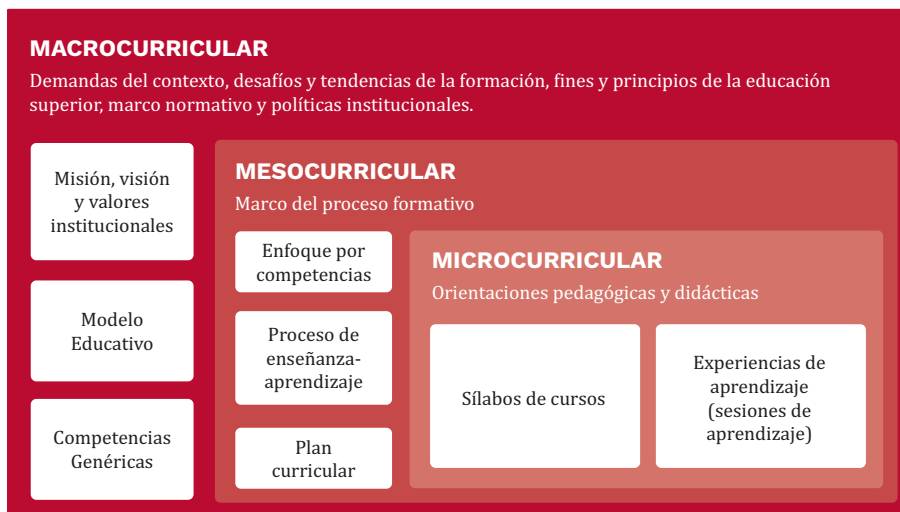 MACROCURRICULAR
Demandas del contexto, desafíos y tendencias de la formación, fines y principios de la educación
superior, marco normativo y políticas institucionales.
Misión, visión
y valores
institucionales
Modelo
Educativo
Competencias
Genéricas
MESOCURRICULAR
Marco del proceso formativo
Enfoque por
competencias
Proceso de
enseñanza-
aprendizaje
Plan
curricular
MICROCURRICULAR
Orientaciones pedagógicas y didácticas
Sílabos de cursos
Experiencias de
aprendizaje
(sesiones de
aprendizaje)